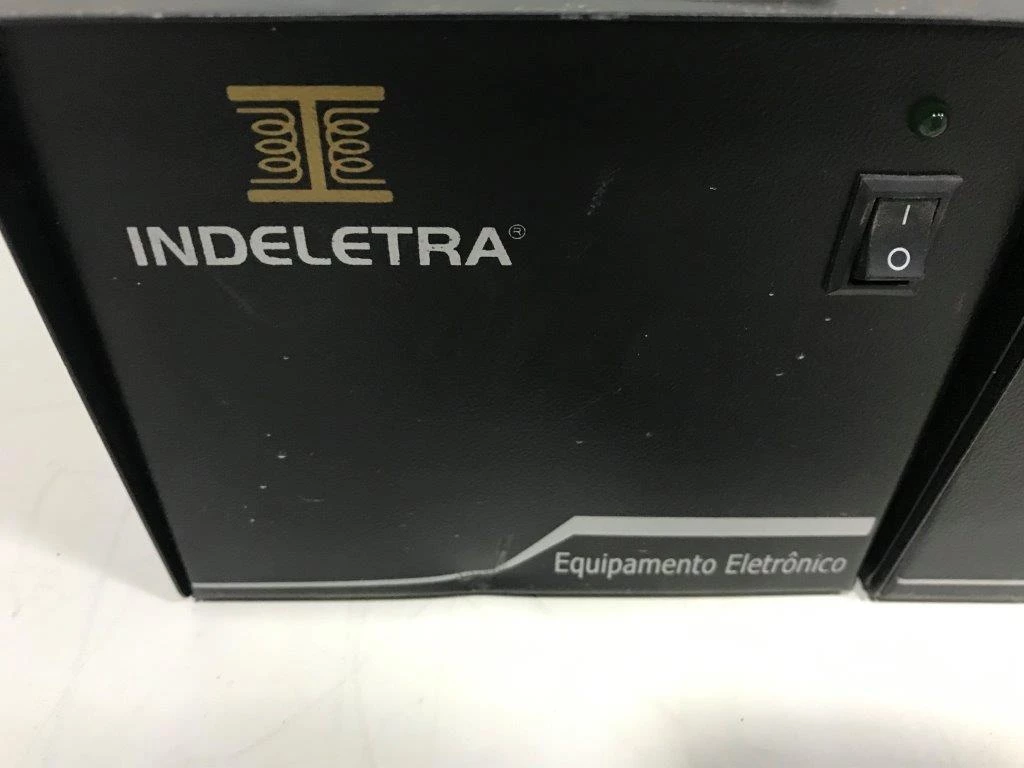 INDELETRA®
I
O
Equipamento Eletrônico